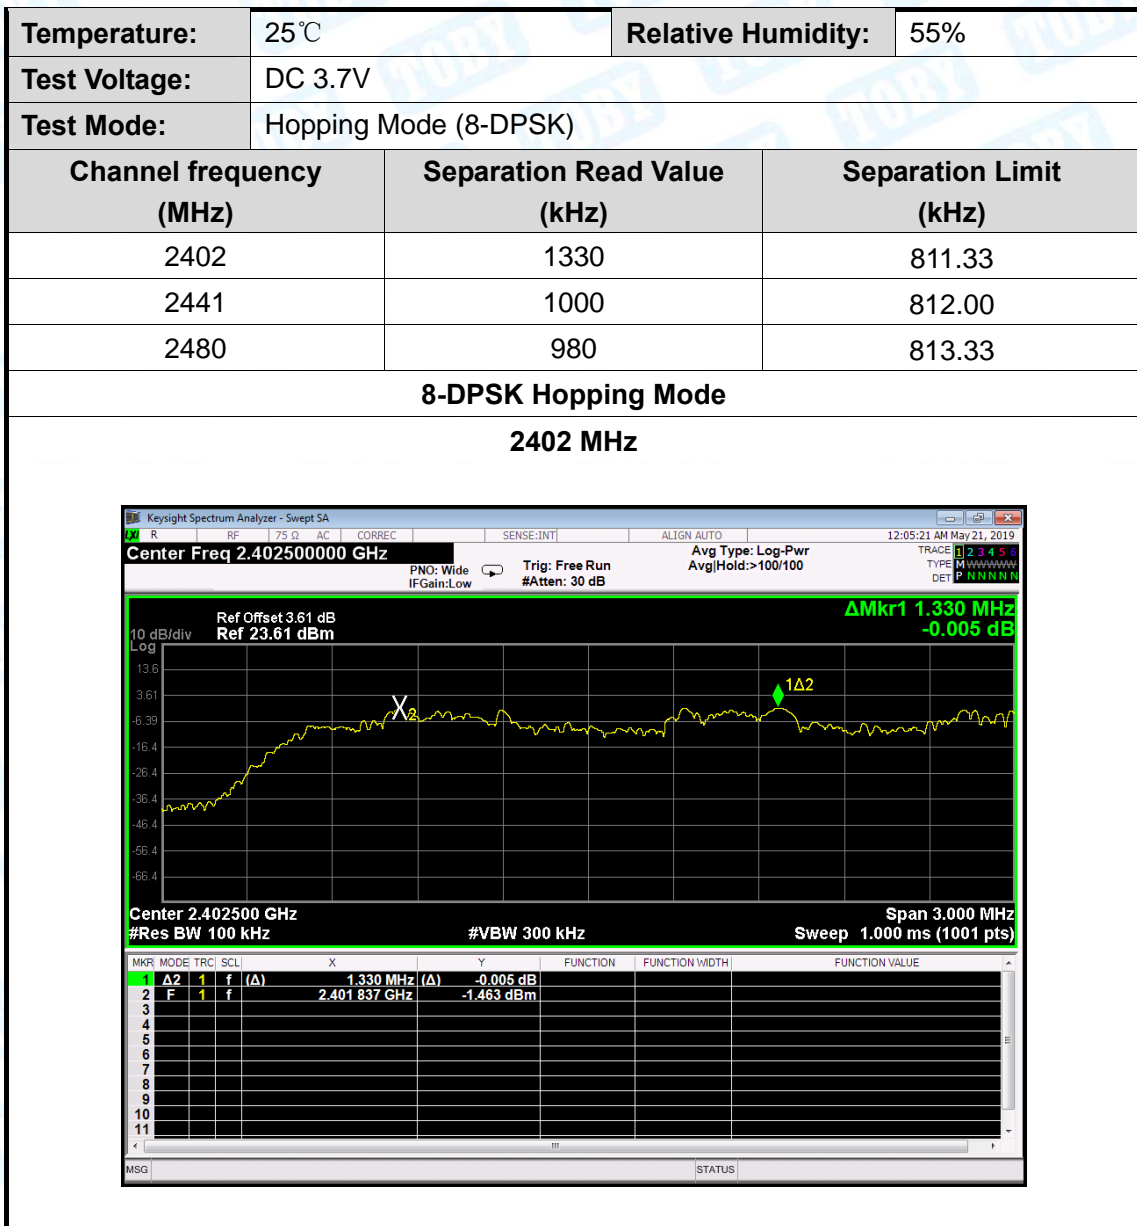 Temperature: 25℃ Relative Humidity: 55%
Test Voltage: DC 3.7V
Test Mode: Hopping Mode (8-DPSK)
Channel frequency (MHz) Separation Read Value (kHz) Separation Limit (kHz)
2402 1330 811.33
2441 1000 812.00
2480 980 813.33
8-DPSK Hopping Mode
2402 MHz
Keysight Spectrum Analyzer - Swept SA
LXI R RF 75 Ω AC CORREC SENSE:INT ALIGN AUTO 12:05:21 AM May 21, 2019
Center Freq 2.402500000 GHz
PNO: Wide
IFGain:Low
Trig: Free Run
#Atten: 30 dB
Avg Type: Log-Pwr
Avg|Hold:>100/100
TRACE 1 2 3 4 5 6
TYPE M WWWWW
DET P N N N N N
ΔMkr1 1.330 MHz
-0.005 dB
Ref Offset 3.61 dB
10 dB/div Ref 23.61 dBm
Log
13.6
3.61
-6.39
-16.4
-26.4
-36.4
-46.4
-56.4
-66.4
1Δ2
X2
Center 2.402500 GHz Span 3.000 MHz
#Res BW 100 kHz #VBW 300 kHz Sweep 1.000 ms (1001 pts)
MKR MODE TRC SCL X Y FUNCTION FUNCTION WIDTH FUNCTION VALUE
1 Δ2 1 f (Δ) 1.330 MHz (Δ) -0.005 dB
2 F 1 f 2.401 837 GHz -1.463 dBm
3
4
5
6
7
8
9
10
11
MSG STATUS
TOBY